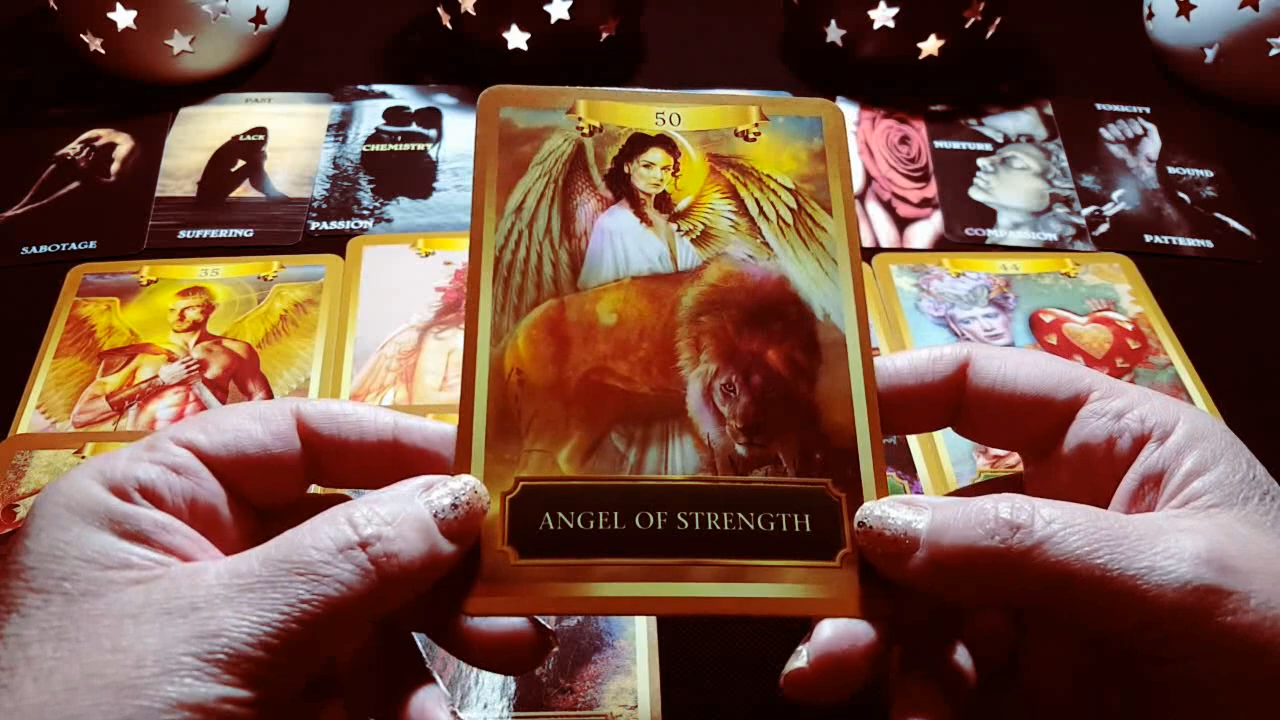 PAST
LACK
SUFFERING
SABOTAGE
CHEMISTRY
PASSION
NURTURE
COMPASSION
TOXICITY
BOUND
PATTERNS
35
50
ANGEL OF STRENGTH
44